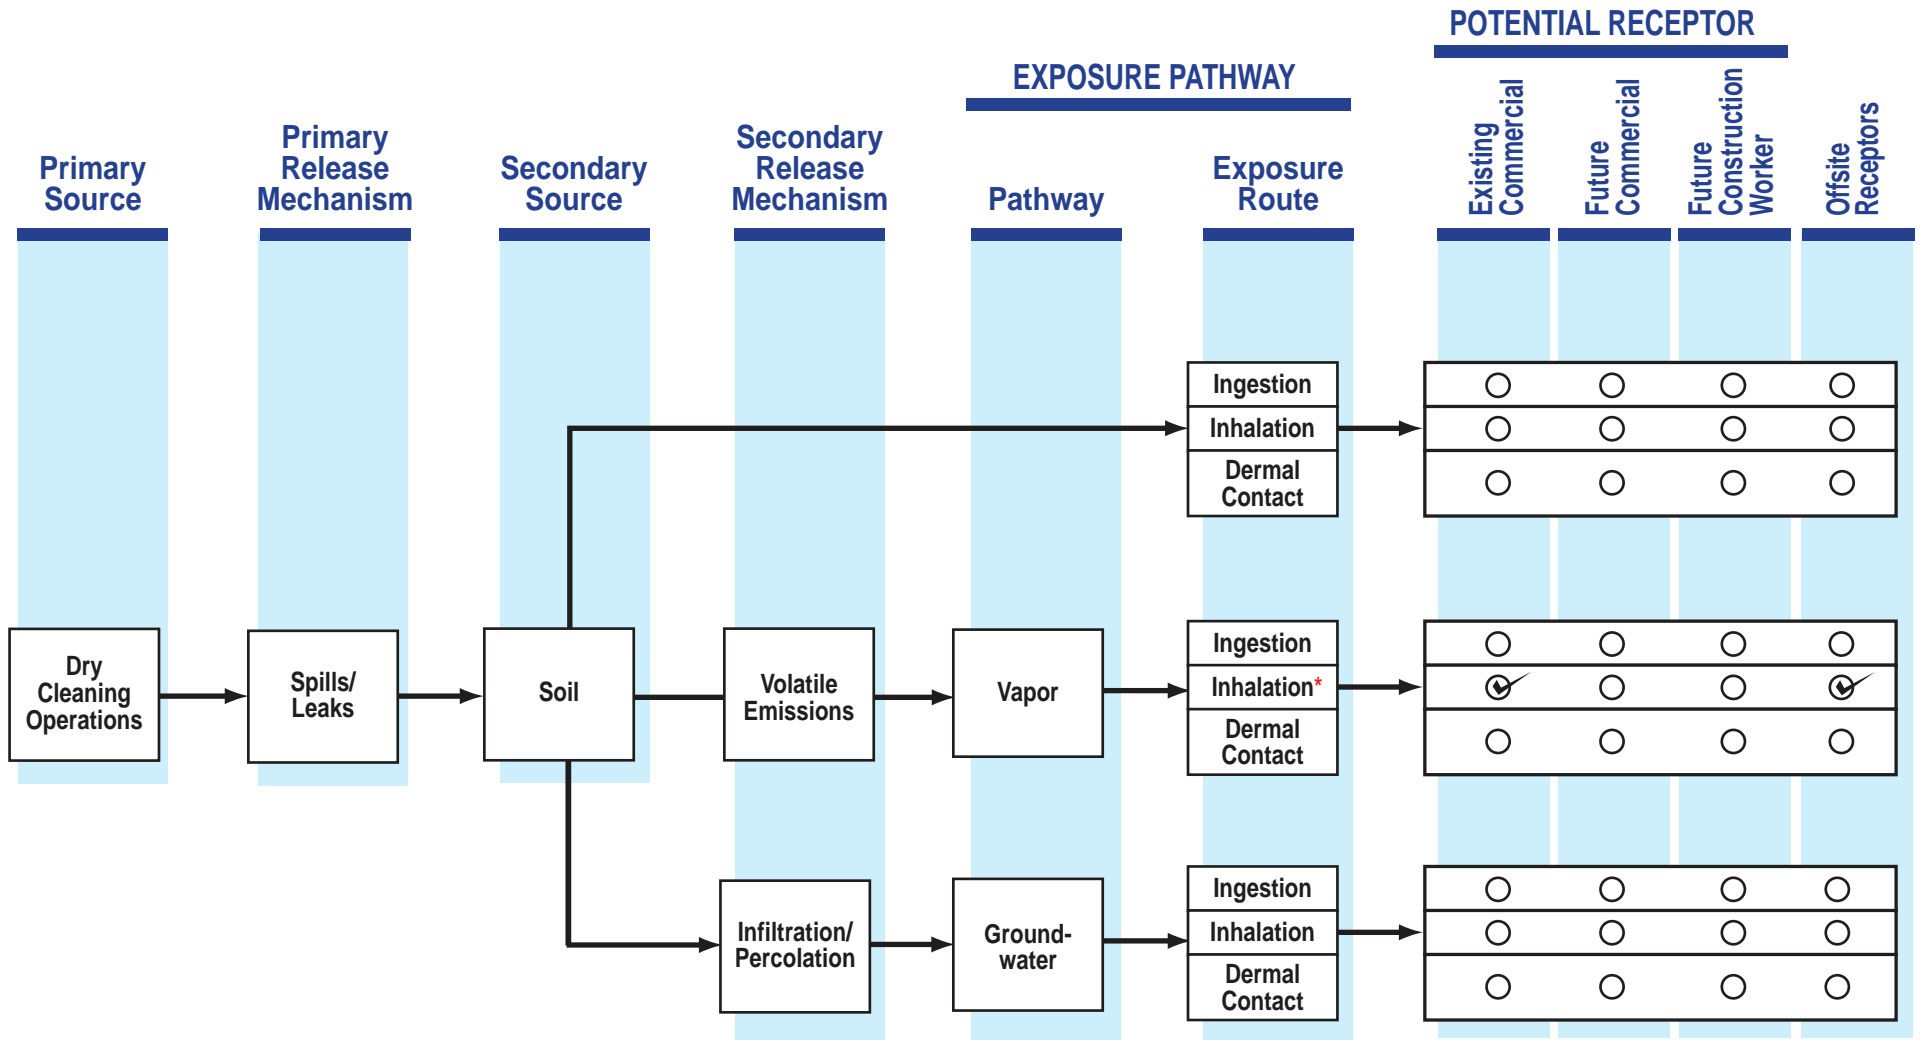 POTENTIAL RECEPTOR
EXPOSURE PATHWAY
Primary
Source
Primary
Release
Mechanism
Secondary
Source
Secondary
Release
Mechanism
Pathway
Exposure
Route
Existing
Commercial
Future
Commercial
Future
Construction
Worker
Offsite
Receptors
Ingestion
Inhalation
Dermal
Contact
Dry
Cleaning
Operations
Spills/
Leaks
Soil
Volatile
Emissions
Vapor
Ingestion
Inhalation*
Dermal
Contact
Infiltration/
Percolation
Ground-
water
Ingestion
Inhalation
Dermal
Contact